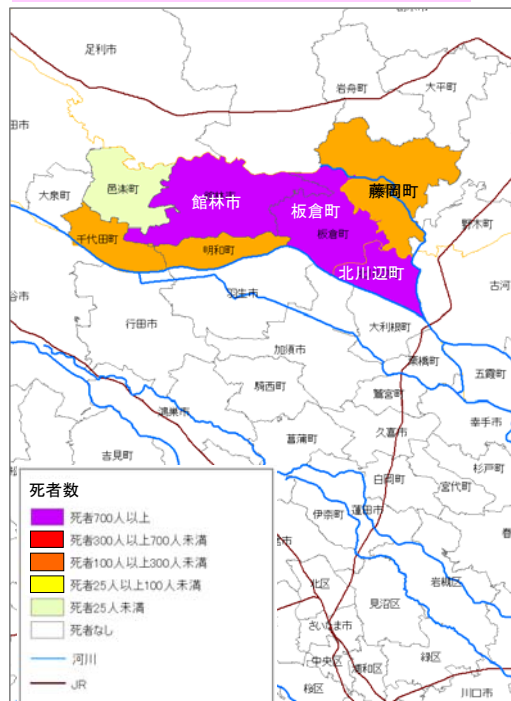 足利市
岩舟町
大平町
田市
大泉町
邑楽町
館林市
板倉町
板倉町
藤岡町
野木町
千代田町
明和町
北川辺町
古河
谷市
行田市
羽生市
大利根町
加須市
栗橋町
五霞町
騎西町
鷲宮町
鴻巣市
久喜市
幸手市
菖蒲町
吉見町
杉戸町
白岡町
宮代町
伊奈町
蓮田市
春
岩槻区
北区
見沼区
さいたま市
中央区
浦和区
緑区
桜区
川口市
死者数
死者700人以上
死者300人以上700人未満
死者100人以上300人未満
死者25人以上100人未満
死者25人未満
死者なし
河川
JR